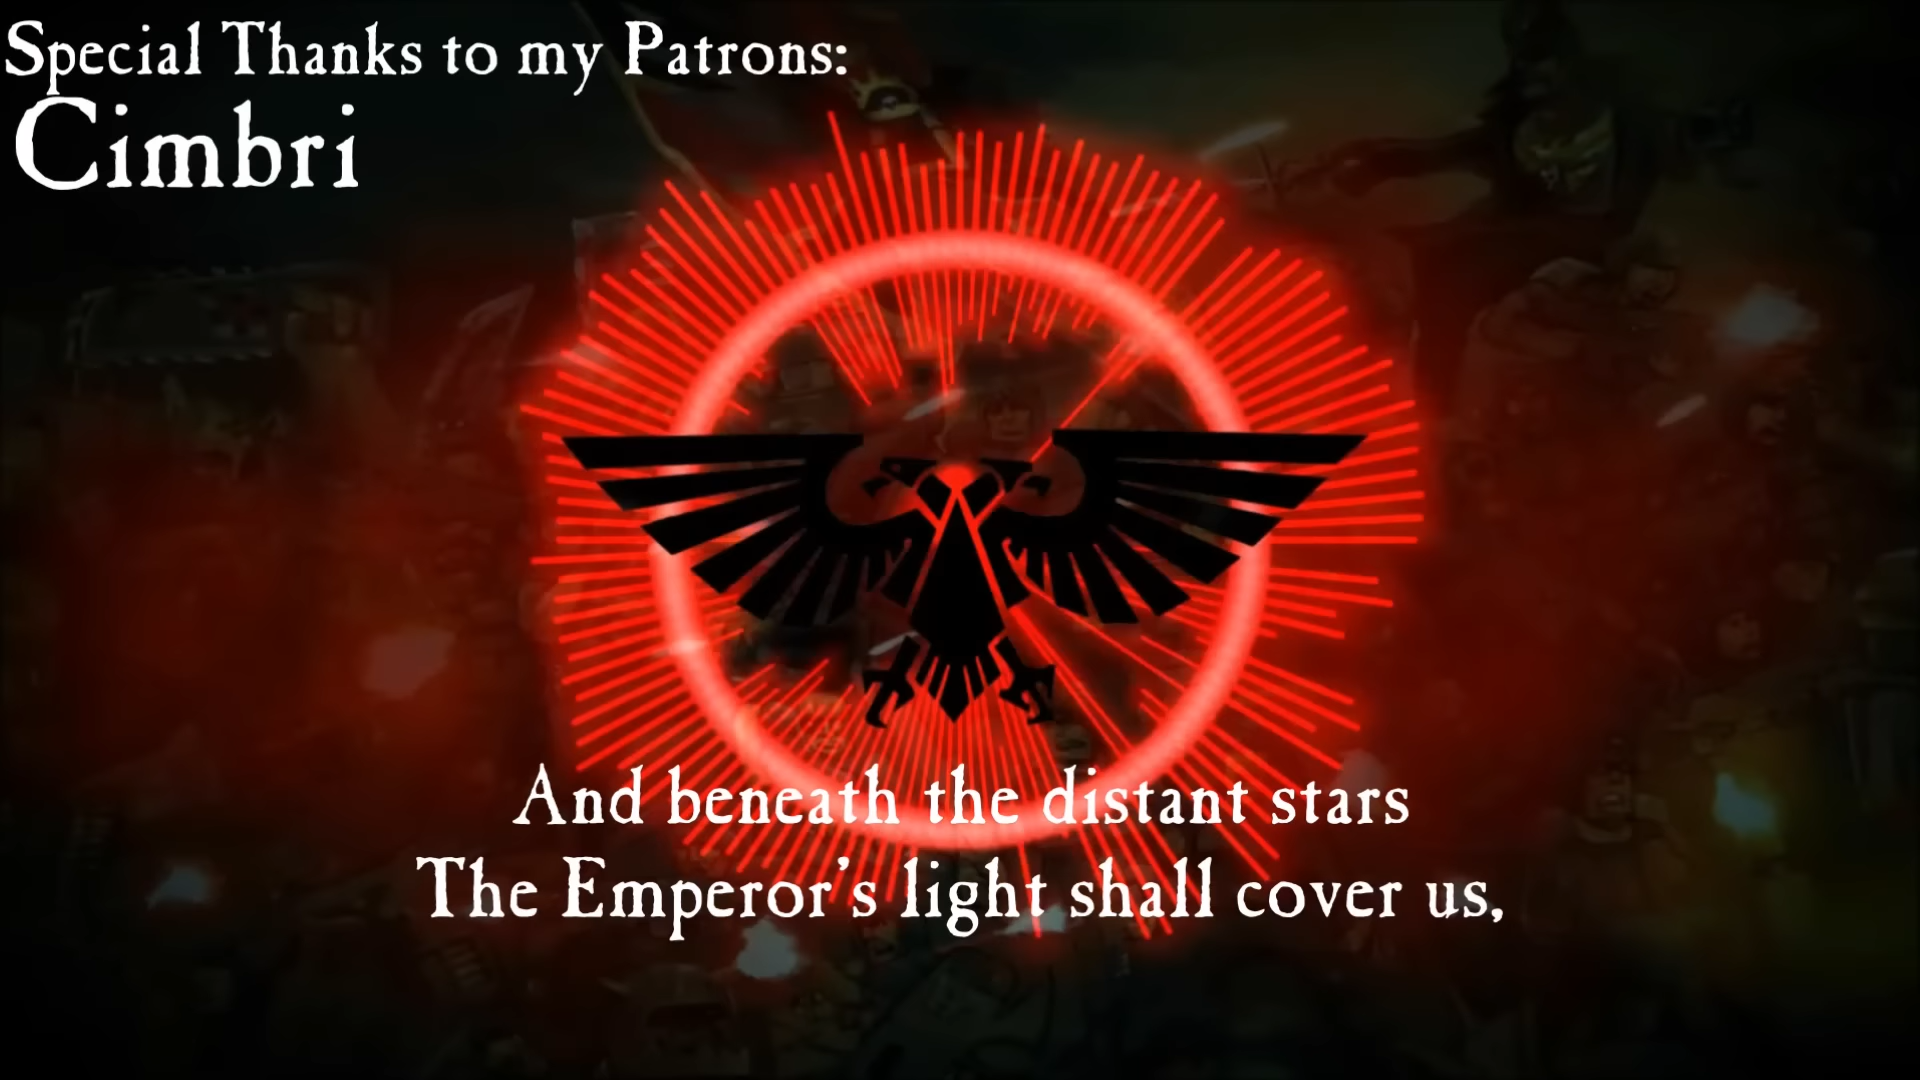 Special Thanks to my Patrons:
Cimbri
And beneath the distant stars
The Emperor's light shall cover us,